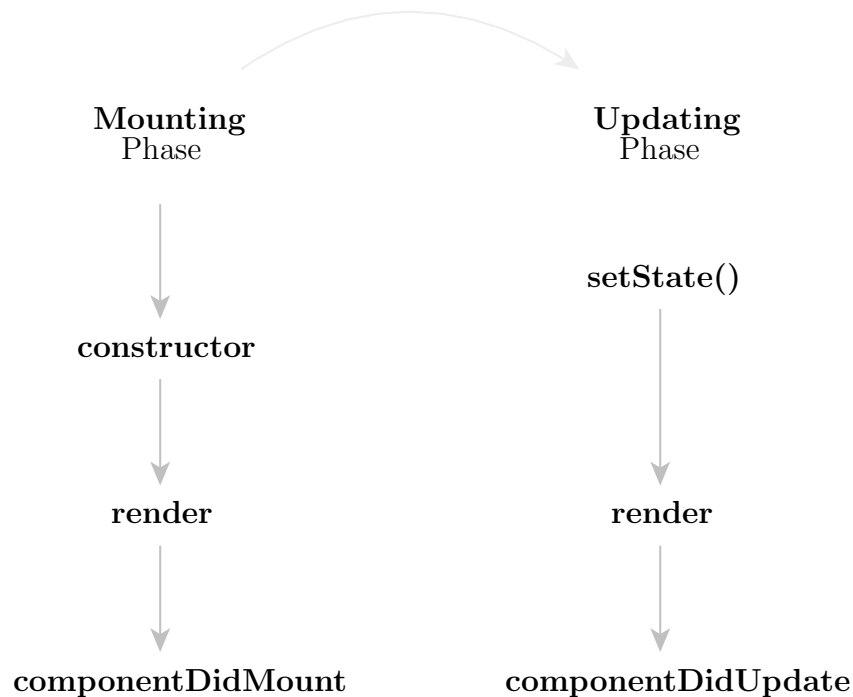 Mounting
Phase
constructor
render
componentDidMount
Updating
Phase
setState()
render
componentDidUpdate